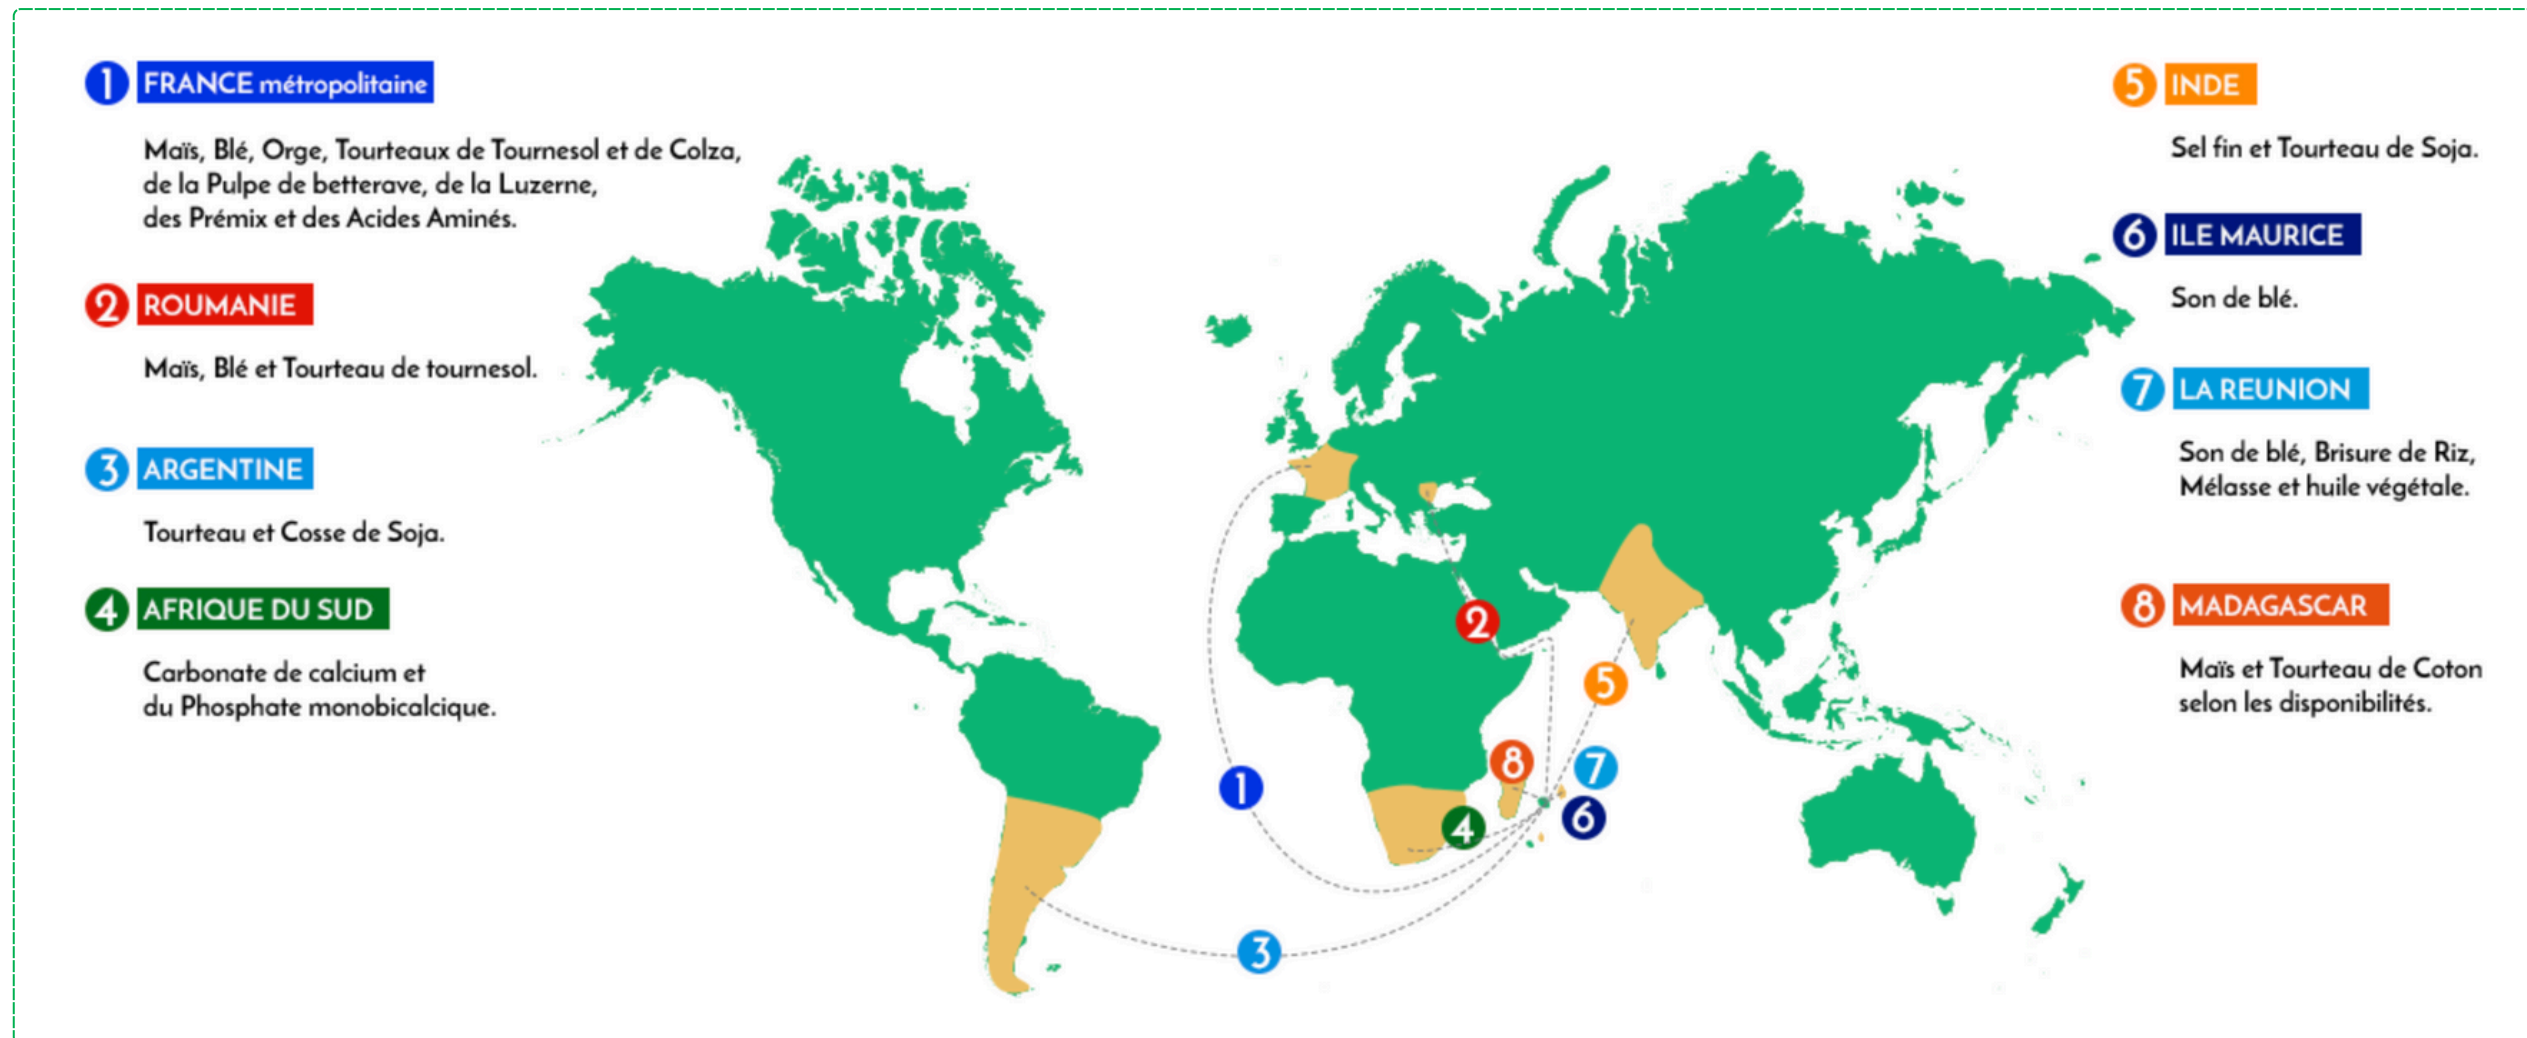 1 FRANCE métropolitaine
Maïs, Blé, Orge, Tourteaux de Tournesol et de Colza,
de la Pulpe de betterave, de la Luzerne,
des Prémix et des Acides Aminés.
2 ROUMANIE
Maïs, Blé et Tourteau de tournesol.
3 ARGENTINE
Tourteau et Cosse de Soja.
4 AFRIQUE DU SUD
Carbonate de calcium et
du Phosphate monobicalcique.
2
5
8
7
1
4
6
3
5 INDE
Sel fin et Tourteau de Soja.
6 ILE MAURICE
Son de blé.
7 LA REUNION
Son de blé, Brisure de Riz,
Mélasse et huile végétale.
8 MADAGASCAR
Maïs et Tourteau de Coton
selon les disponibilités.